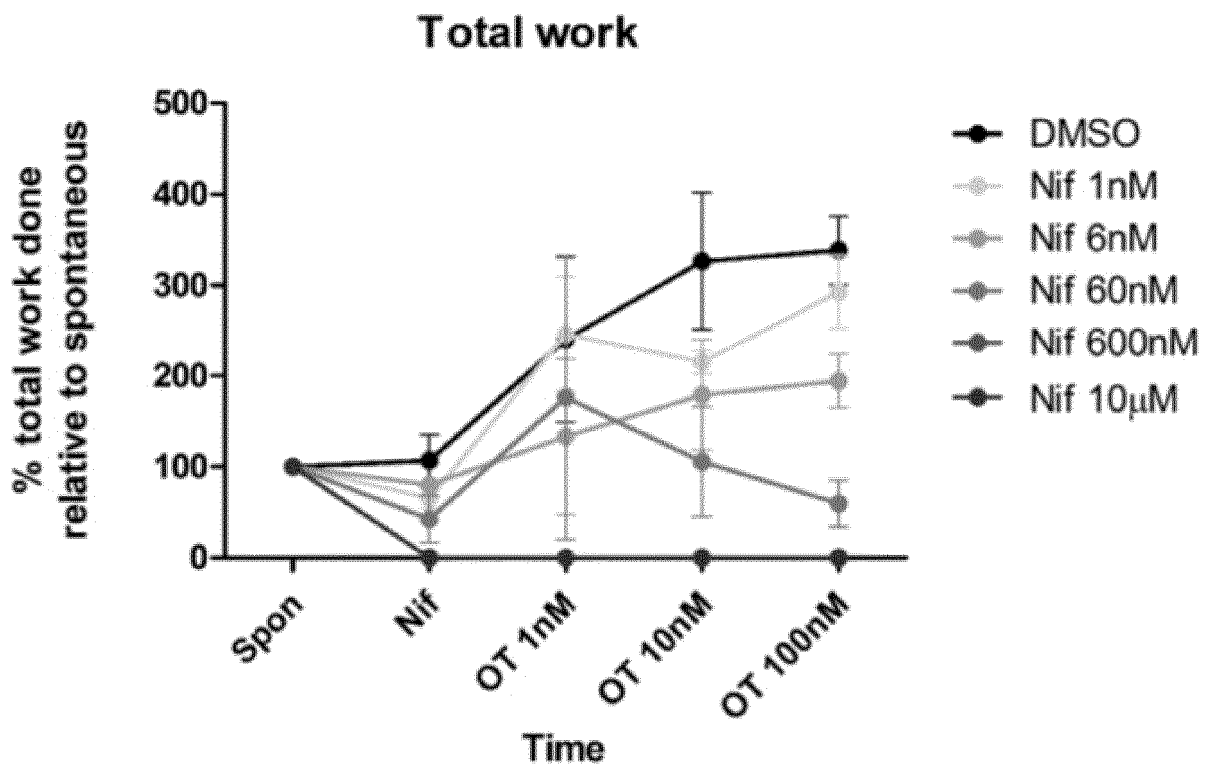 Total work
% total work done
relative to spontaneous
500
400
300
200
100
0
Spon
Nif
OT 1nM
OT 10nM
OT 100nM
Time
DMSO
Nif 1nM
Nif 6nM
Nif 60nM
Nif 600nM
Nif 10μM